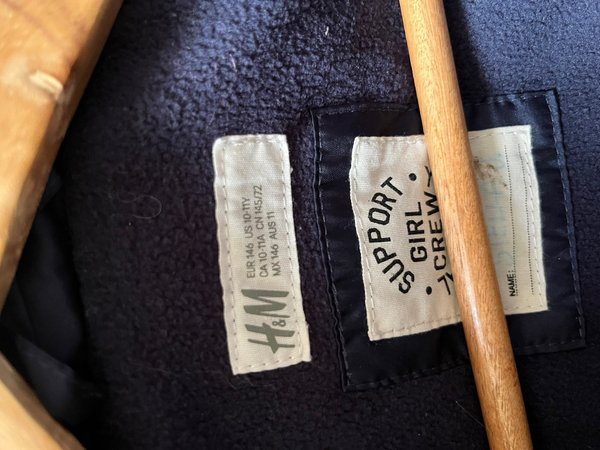 H&M
EUR 146 US 10-11Y
CA 10-11A CN 145/72
MX 146 AUS 11
SUPPORT
GIRL
CREW
NAME: